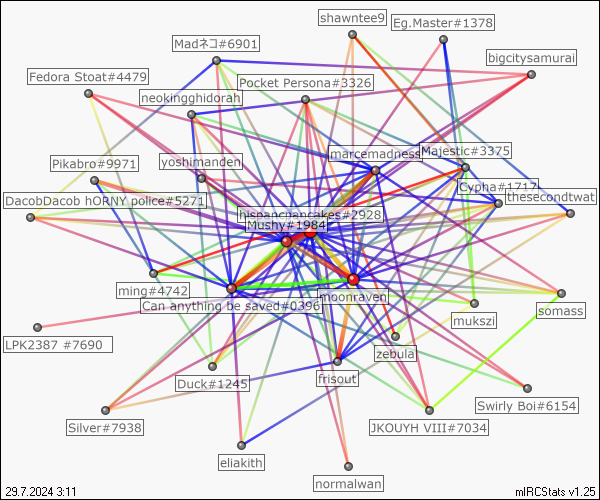 shawntee9
Eg.Master#1378
Madネコ#6901
bigcitysamurai
Fedora Stoat#4479
Pocket Persona#3326
neokingghidorah
marcemadness
Majestic#3375
Pikabro#9971
yoshimanden
Cypha#1717
thesecondtwat
DacobDacob hORNY police#5271
hispancpancakes#2928
Mushy#1984
ming#4742
Can anything be saved#0396
moonraven
mukszi
somass
LPK2387 #7690
zebula
Duck#1245
frisout
Swirly Boi#6154
Silver#7938
JKOUYH VIII#7034
eliakith
normalwan
29.7.2024 3:11
mIRCStats v1.25